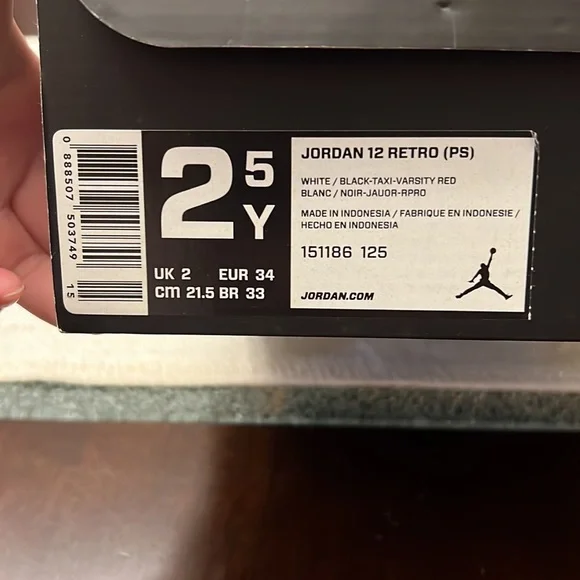 0 888507 503749 15
2 5 Y
UK 2 EUR 34
CM 21.5 BR 33
JORDAN 12 RETRO (PS)
WHITE / BLACK-TAXI-VARSITY RED
BLANC / NOIR-JAUOR-RPRO
MADE IN INDONESIA / FABRIQUE EN INDONESIE /
HECHO EN INDONESIA
151186 125
JORDAN.COM